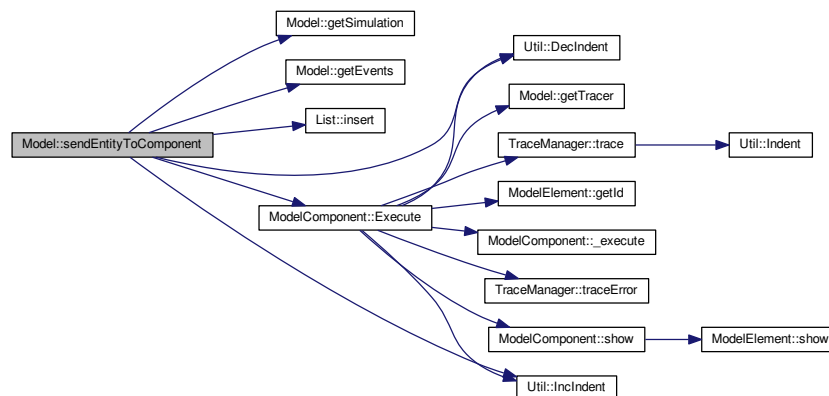 Model::getSimulation
Util::DecIndent
Model::getEvents
Model::getTracer
List::insert
Model::sendEntityToComponent
TraceManager::trace
Util::Indent
ModelElement::getId
ModelComponent::Execute
ModelComponent::_execute
TraceManager::traceError
ModelComponent::show
ModelElement::show
Util::IncIndent